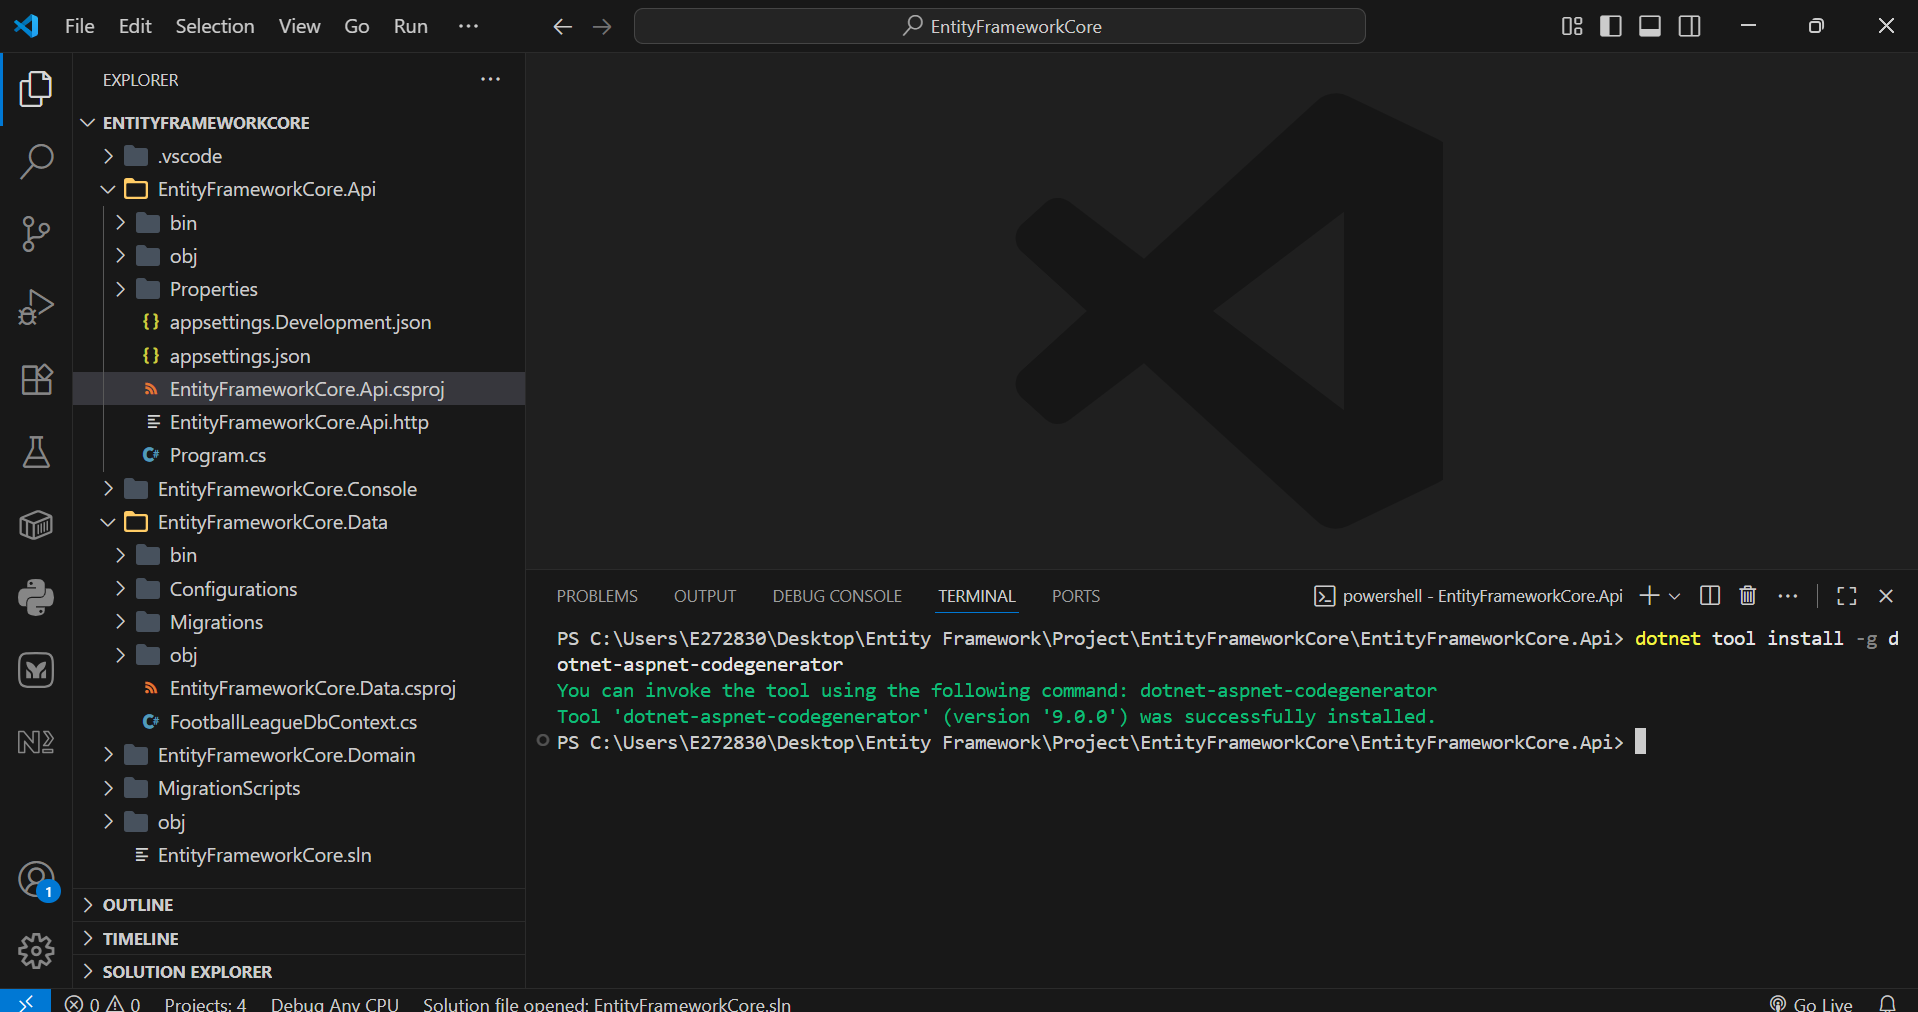 File Edit Selection View Go Run ···
EntityFrameworkCore
EXPLORER ···
ENTITYFRAMEWORKCORE
.vscode
EntityFrameworkCore.Api
bin
obj
Properties
{} appsettings.Development.json
{} appsettings.json
EntityFrameworkCore.Api.csproj
EntityFrameworkCore.Api.http
C# Program.cs
EntityFrameworkCore.Console
EntityFrameworkCore.Data
bin
Configurations
Migrations
obj
EntityFrameworkCore.Data.csproj
C# FootballLeagueDbContext.cs
EntityFrameworkCore.Domain
MigrationScripts
obj
EntityFrameworkCore.sln
OUTLINE
TIMELINE
SOLUTION EXPLORER
N2
1
PROBLEMS OUTPUT DEBUG CONSOLE TERMINAL PORTS powershell - EntityFrameworkCore.Api
PS C:\Users\E272830\Desktop\Entity Framework\Project\EntityFrameworkCore\EntityFrameworkCore.Api> dotnet tool install -g d
otnet-aspnet-codegenerator
You can invoke the tool using the following command: dotnet-aspnet-codegenerator
Tool 'dotnet-aspnet-codegenerator' (version '9.0.0') was successfully installed.
PS C:\Users\E272830\Desktop\Entity Framework\Project\EntityFrameworkCore\EntityFrameworkCore.Api>
0 0 Projects: 4 Debug Any CPU Solution file opened: EntityFrameworkCore.sln Go Live